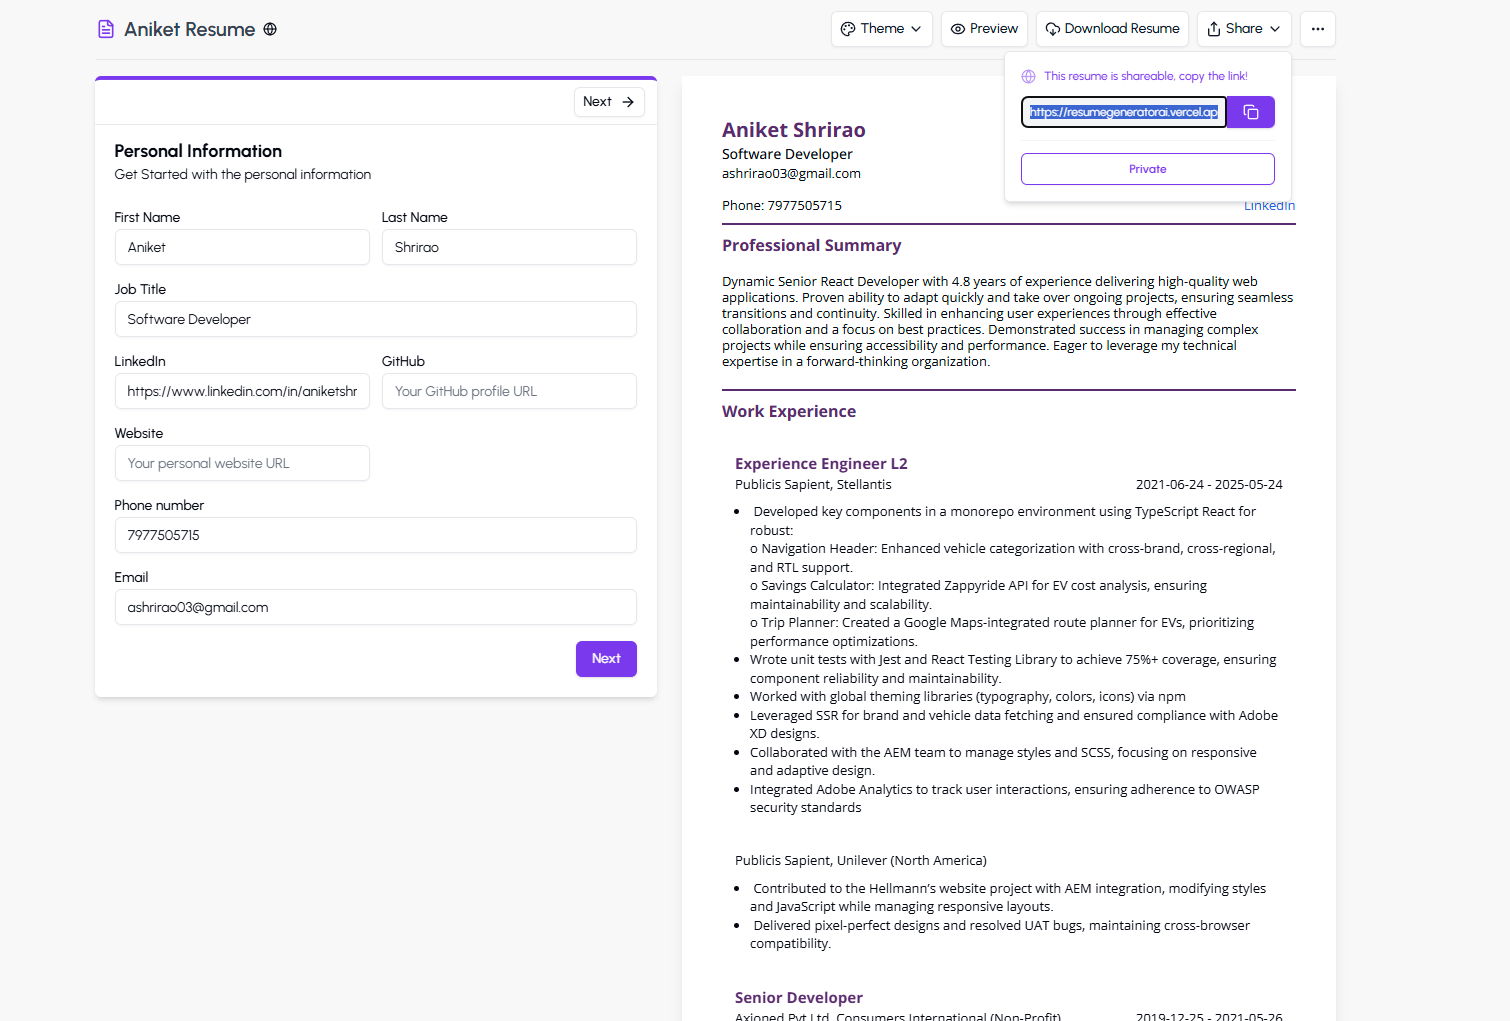 Aniket Resume
Theme
Preview
Download Resume
Share
This resume is shareable, copy the link!
https://resumegeneratorai.vercel.ap
Private
Next
Personal Information
Get Started with the personal information
First Name
Last Name
Aniket
Shrirao
Job Title
Software Developer
LinkedIn
GitHub
https://www.linkedin.com/in/aniketshr
Your GitHub profile URL
Website
Your personal website URL
Phone number
7977505715
Email
ashrirao03@gmail.com
Next
Aniket Shrirao
Software Developer
ashrirao03@gmail.com
Phone: 7977505715
LinkedIn
Professional Summary
Dynamic Senior React Developer with 4.8 years of experience delivering high-quality web
applications. Proven ability to adapt quickly and take over ongoing projects, ensuring seamless
transitions and continuity. Skilled in enhancing user experiences through effective
collaboration and a focus on best practices. Demonstrated success in managing complex
projects while ensuring accessibility and performance. Eager to leverage my technical
expertise in a forward-thinking organization.
Work Experience
Experience Engineer L2
Publicis Sapient, Stellantis
2021-06-24 - 2025-05-24
• Developed key components in a monorepo environment using TypeScript React for
robust:
o Navigation Header: Enhanced vehicle categorization with cross-brand, cross-regional,
and RTL support.
o Savings Calculator: Integrated Zappyride API for EV cost analysis, ensuring
maintainability and scalability.
o Trip Planner: Created a Google Maps-integrated route planner for EVs, prioritizing
performance optimizations.
• Wrote unit tests with Jest and React Testing Library to achieve 75%+ coverage, ensuring
component reliability and maintainability.
• Worked with global theming libraries (typography, colors, icons) via npm
• Leveraged SSR for brand and vehicle data fetching and ensured compliance with Adobe
XD designs.
• Collaborated with the AEM team to manage styles and SCSS, focusing on responsive
and adaptive design.
• Integrated Adobe Analytics to track user interactions, ensuring adherence to OWASP
security standards
Publicis Sapient, Unilever (North America)
• Contributed to the Hellmann's website project with AEM integration, modifying styles
and JavaScript while managing responsive layouts.
• Delivered pixel-perfect designs and resolved UAT bugs, maintaining cross-browser
compatibility.
Senior Developer
Axioned Pvt Ltd, Consumers International (Non-Profit)
2019-12-25 - 2021-05-26